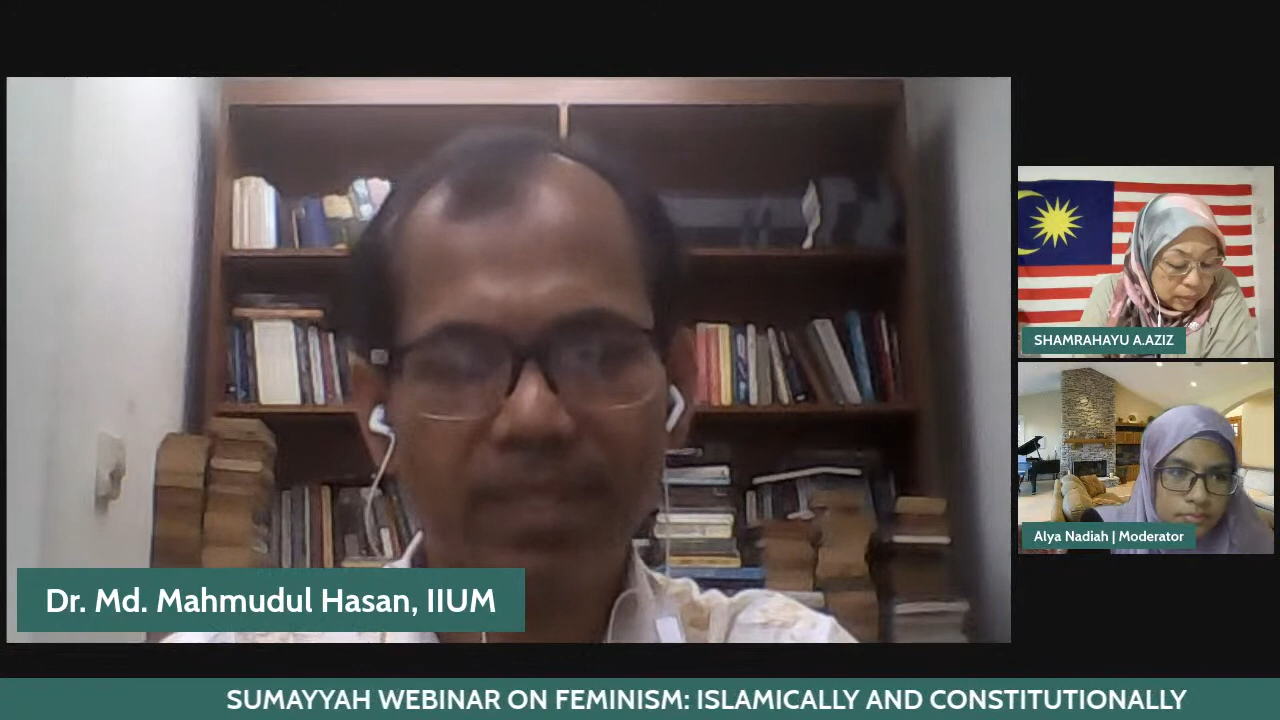 SHAMRAHAYU A.AZIZ
Alya Nadiah | Moderator
Dr. Md. Mahmudul Hasan, IIUM
SUMAYYAH WEBINAR ON FEMINISM: ISLAMICALLY AND CONSTITUTIONALLY